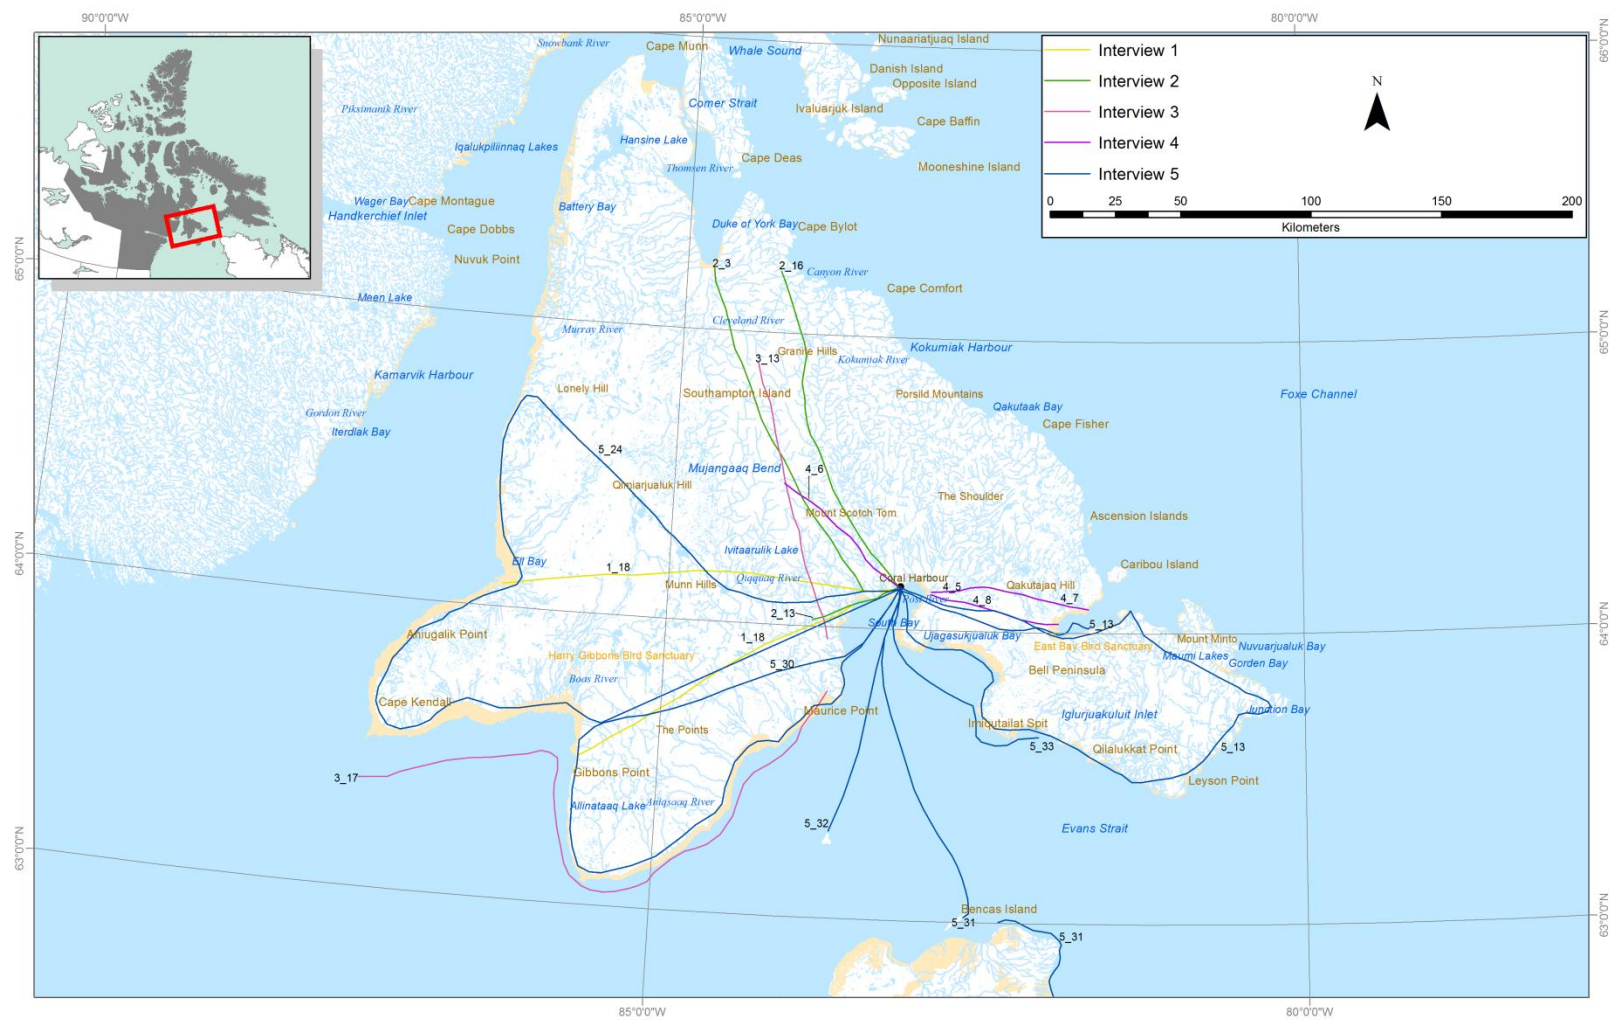 90°0'0"W
85°0'0"W
80°0'0"W
66°0'0"N
65°0'0"N
65°0'0"N
64°0'0"N
64°0'0"N
63°0'0"N
63°0'0"N
85°0'0"W
80°0'0"W
Interview 1
Interview 2
Interview 3
Interview 4
Interview 5
N
0 25 50 100 150 200
Kilometers
Snowbank River
Cape Munn
Whale Sound
Nunaariatjuaq Island
Danish Island
Opposite Island
Comer Strait
Ivaluarjuk Island
Cape Baffin
Piksimanik River
Iqalukpiliinnaq Lakes
Hansine Lake
Cape Deas
Thomsen River
Mooneshine Island
Wager Bay
Cape Montague
Handkerchief Inlet
Battery Bay
Cape Dobbs
Duke of York Bay
Cape Bylot
Nuvuk Point
2_3
2_16
Canyon River
Meen Lake
Cape Comfort
Murray River
Cleveland River
Kokumiak Harbour
3_13
Granite Hills
Kokumiak River
Kamarvik Harbour
Lonely Hill
Southampton Island
Porsild Mountains
Foxe Channel
Gordon River
Qakutaak Bay
Iterdlak Bay
Cape Fisher
5_24
Mujangaaq Bend
4_6
Qimiarjualuk Hill
The Shoulder
Mount Scotch Tom
Ascension Islands
Ivitaarulik Lake
Ell Bay
1_18
Caribou Island
Munn Hills
Qiqquaq River
Coral Harbour
4_5
Qakutajaq Hill
Post River
4_8
4_7
2_13
South Bay
5_13
Aniugalik Point
1_18
Ujagasukjualuk Bay
East Bay Bird Sanctuary
Mount Minto
Nuvuarjualuk Bay
Harry Gibbons Bird Sanctuary
5_30
Maumi Lakes
Gorden Bay
Boas River
Bell Peninsula
Cape Kendall
Maurice Point
Iglurjuakuluit Inlet
Junction Bay
The Points
Imiqutailat Spit
5_33
Qilalukkat Point
5_13
3_17
Gibbons Point
Leyson Point
Allinataaq Lake
Aniqsaaq River
5_32
Evans Strait
Bencas Island
5_31
5_31